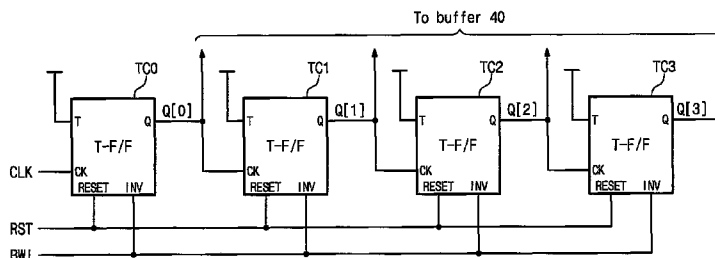 To buffer 40
TC0 TC1 TC2 TC3
T Q Q[0] T Q Q[1] T Q Q[2] T Q Q[3]
T-F/F T-F/F T-F/F T-F/F
CLK CK CK CK CK
RESET INV RESET INV RESET INV RESET INV
RST